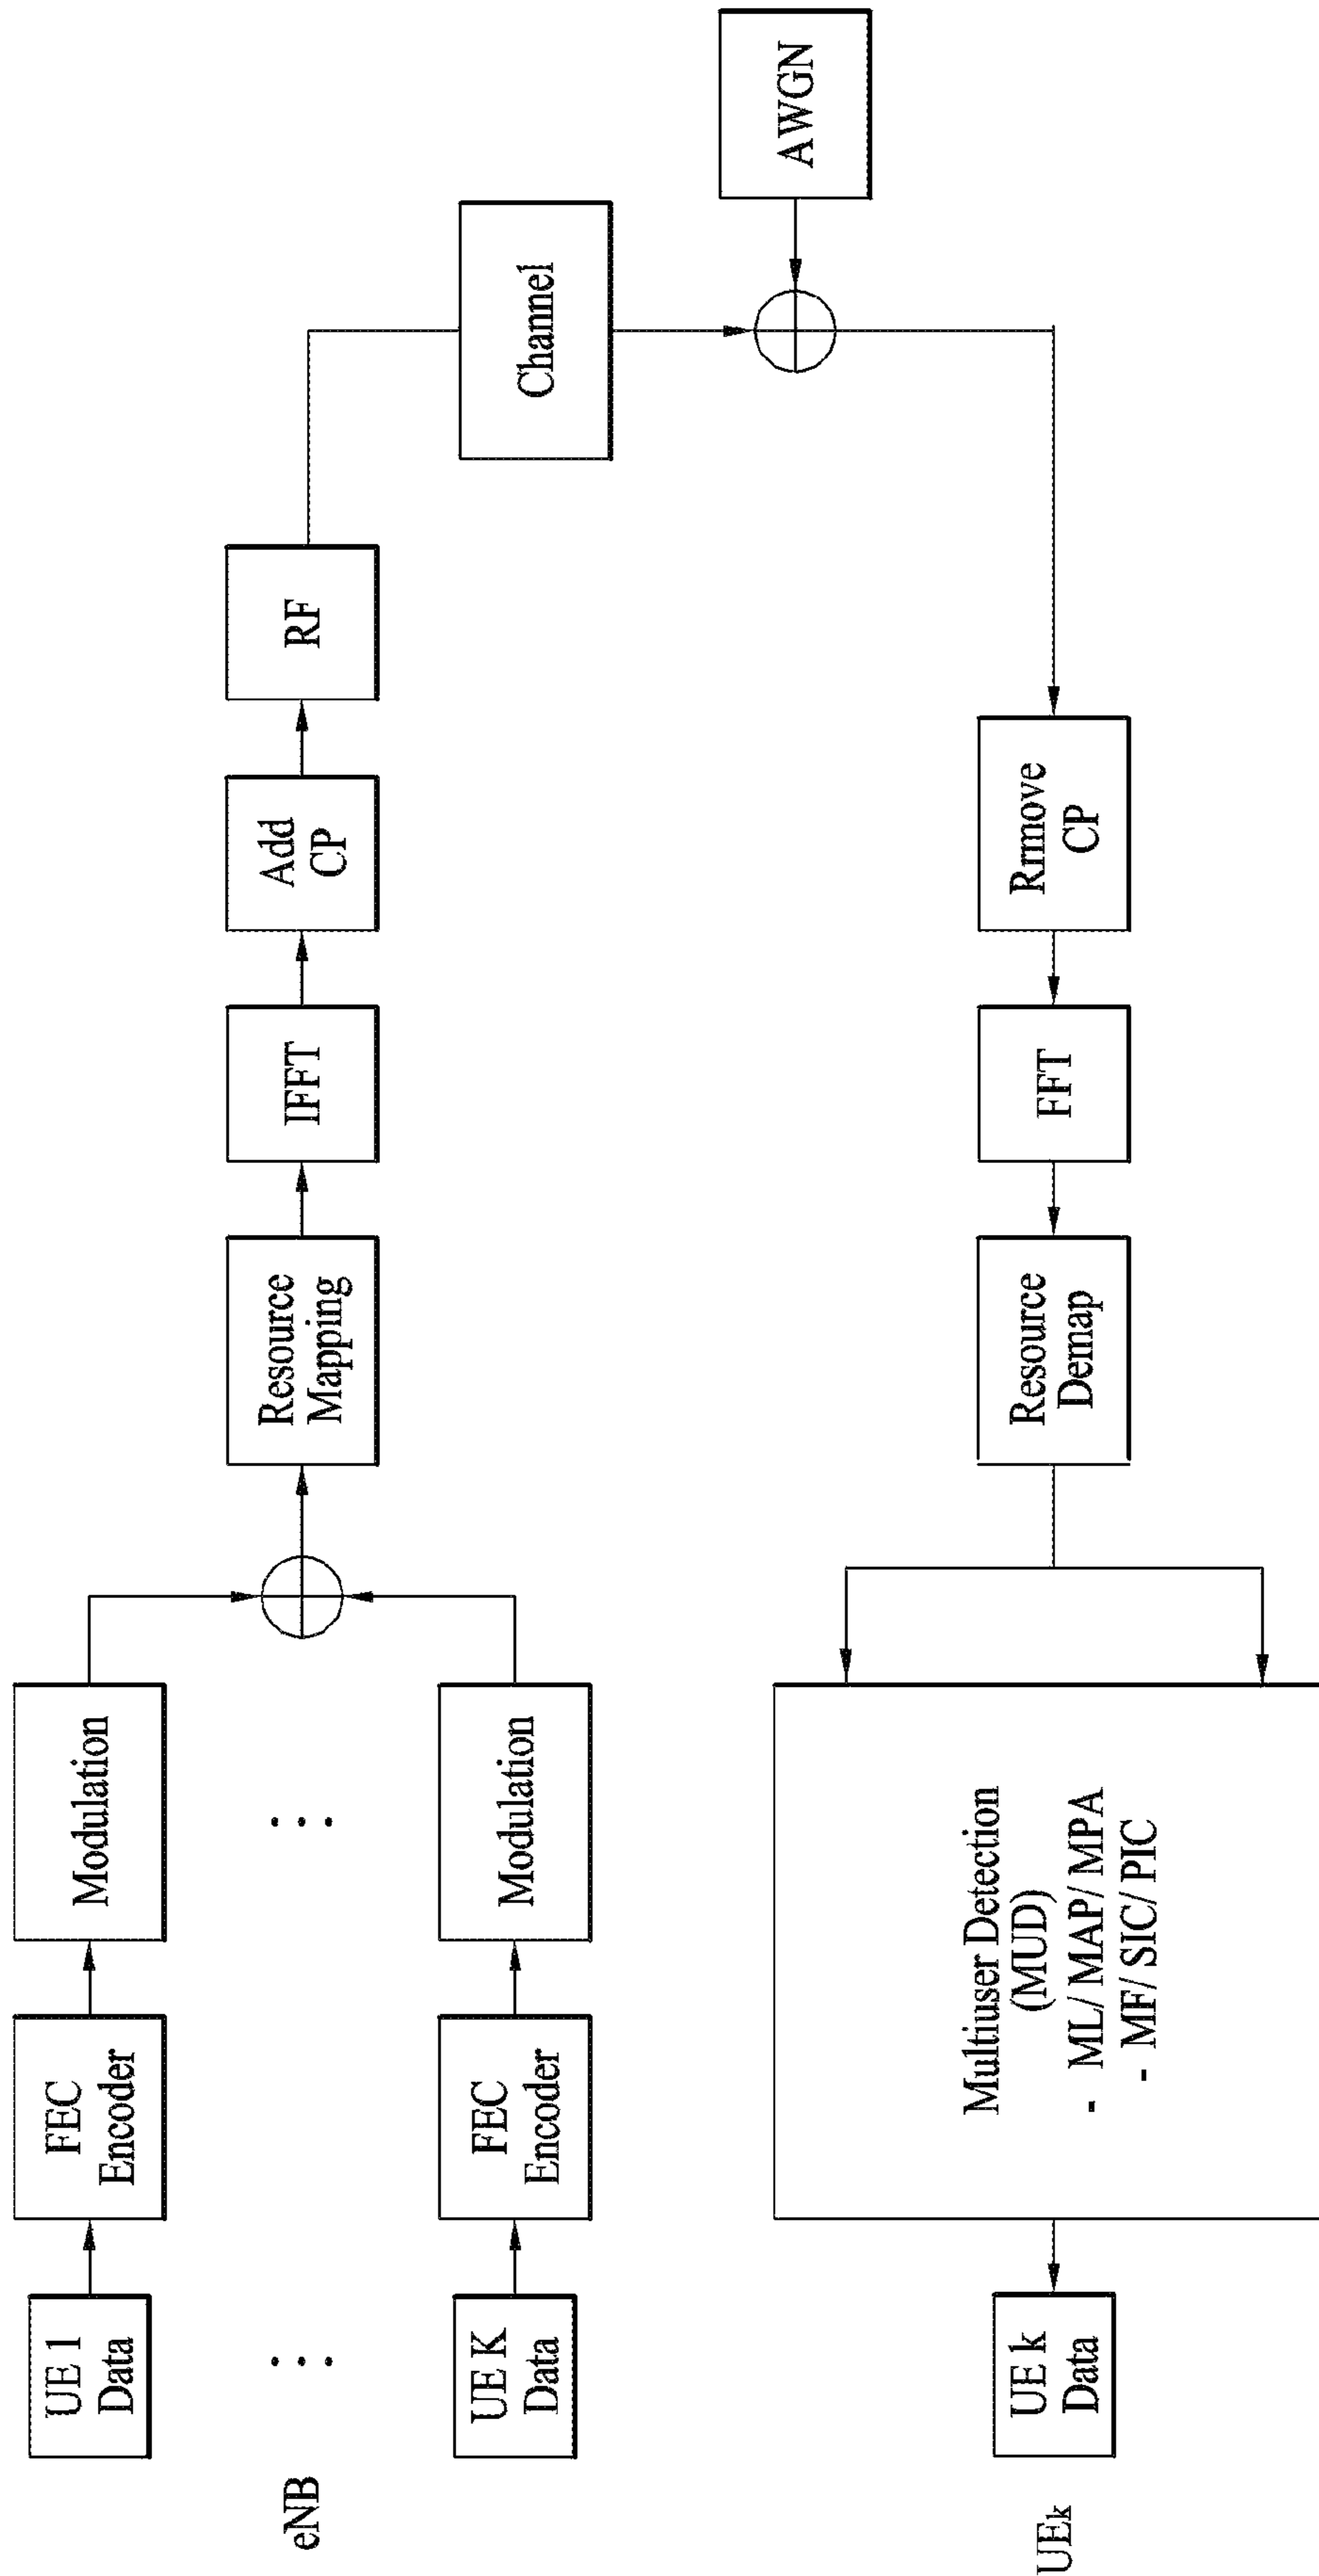 UE 1
Data
FEC
Encoder
Modulation
eNB
...
...
UE K
Data
FEC
Encoder
Modulation
Resource
Mapping
IFFT
Add
CP
RF
Channel
AWGN
Rrmove
CP
FFT
Resource
Demap
Multiuser Detection
(MUD)
- ML/ MAP/ MPA
- MF/ SIC/ PIC
UE k
Data
UEk